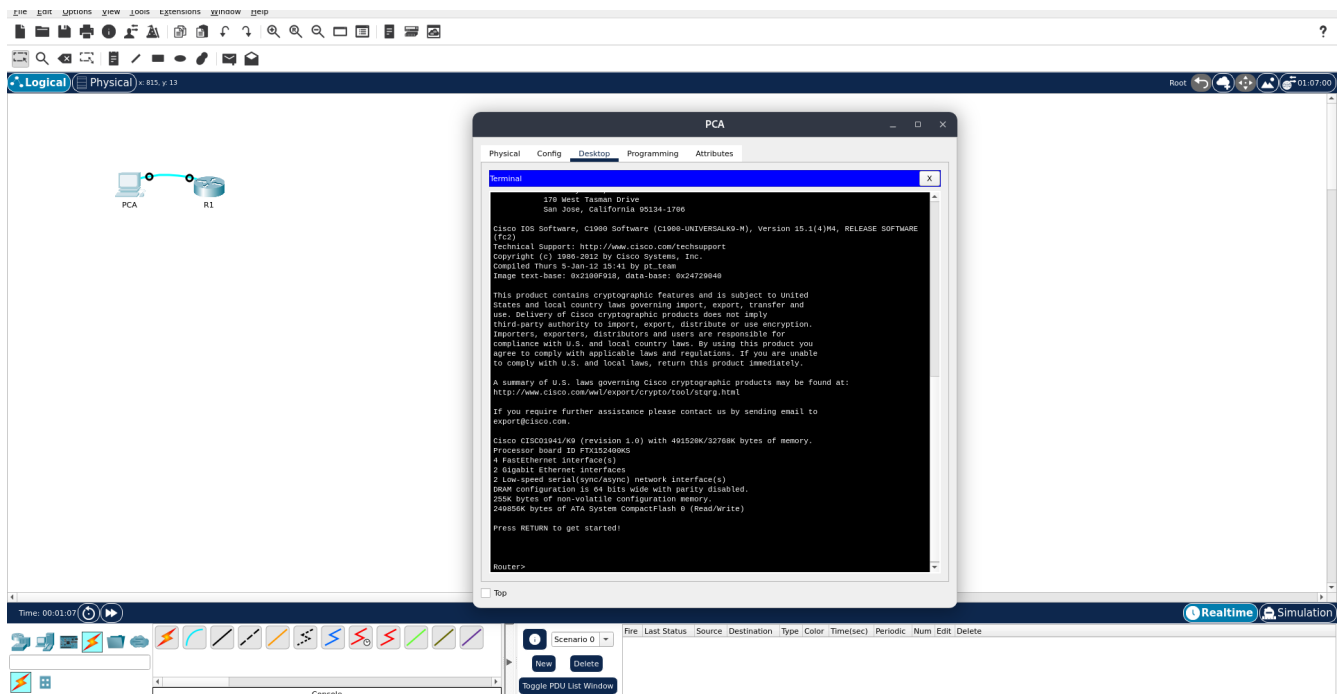 File Edit Options View Tools Extensions Window Help
?
Logical Physical x: 815, y: 13
Root 01:07:00
PCA
Physical Config Desktop Programming Attributes
Terminal X
170 West Tasman Drive
San Jose, California 95134-1706
Cisco IOS Software, C1900 Software (C1900-UNIVERSALK9-M), Version 15.1(4)M4, RELEASE SOFTWARE
(fc2)
Technical Support: http://www.cisco.com/techsupport
Copyright (c) 1986-2012 by Cisco Systems, Inc.
Compiled Thurs 5-Jan-12 15:41 by pt_team
Image text-base: 0x2100F918, data-base: 0x24729040
This product contains cryptographic features and is subject to United
States and local country laws governing import, export, transfer and
use. Delivery of Cisco cryptographic products does not imply
third-party authority to import, export, distribute or use encryption.
Importers, exporters, distributors and users are responsible for
compliance with U.S. and local country laws. By using this product you
agree to comply with applicable laws and regulations. If you are unable
to comply with U.S. and local laws, return this product immediately.
A summary of U.S. laws governing Cisco cryptographic products may be found at:
http://www.cisco.com/wwl/export/crypto/tool/stqrg.html
If you require further assistance please contact us by sending email to
export@cisco.com.
Cisco CISCO1941/K9 (revision 1.0) with 491520K/32768K bytes of memory.
Processor board ID FTX152400KS
4 FastEthernet interface(s)
2 Gigabit Ethernet interfaces
2 Low-speed serial(sync/async) network interface(s)
DRAM configuration is 64 bits wide with parity disabled.
255K bytes of non-volatile configuration memory.
249856K bytes of ATA System CompactFlash 0 (Read/Write)
Press RETURN to get started!
Router>
Top
PCA R1
Time: 00:01:07
Realtime Simulation
Scenario 0
New Delete
Toggle PDU List Window
Fire Last Status Source Destination Type Color Time(sec) Periodic Num Edit Delete